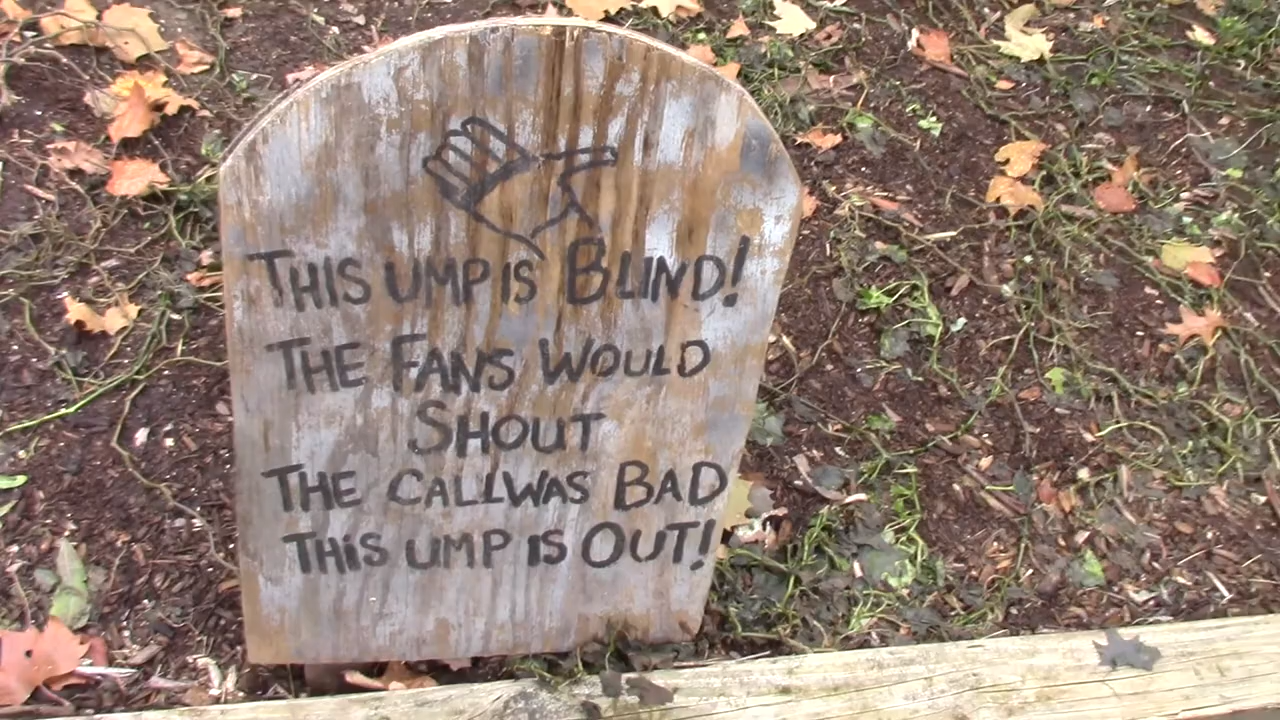 THIS UMP IS BLIND!
THE FANS WOULD
SHOUT
THE CALL WAS BAD
THIS UMP IS OUT!